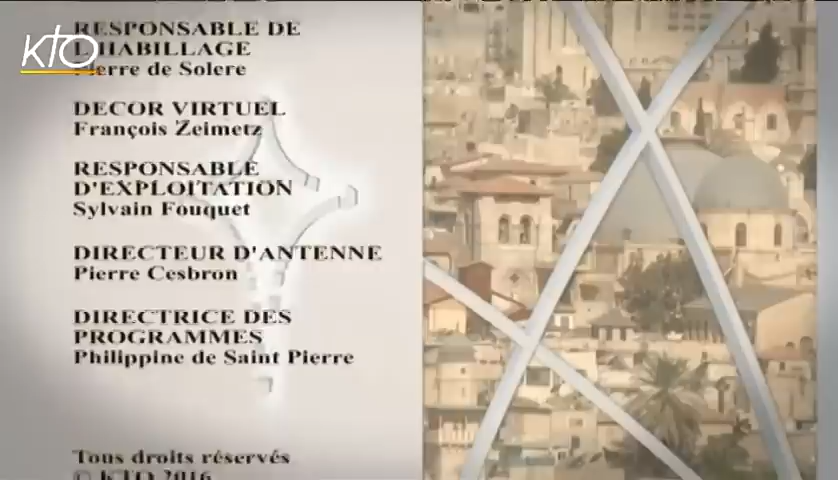 RESPONSABLE DE
L'HABILLAGE
Pierre de Solere
DECOR VIRTUEL
François Zeimetz
RESPONSABLE
D'EXPLOITATION
Sylvain Fouquet
DIRECTEUR D'ANTENNE
Pierre Cesbron
DIRECTRICE DES
PROGRAMMES
Philippine de Saint Pierre
Tous droits réservés
© KTO 2016
KTO